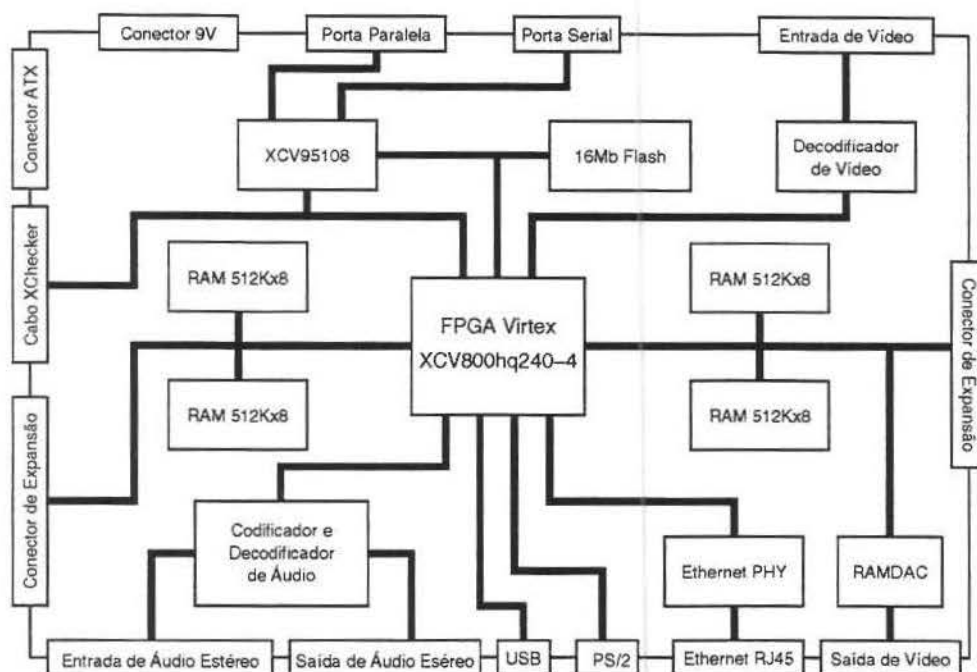 Conector 9V
Porta Paralela
Porta Serial
Entrada de Vídeo
Conector ATX
XCV95108
16Mb Flash
Decodificador
de Vídeo
Cabo XChecker
RAM 512Kx8
RAM 512Kx8
FPGA Virtex
XCV800hq240–4
Conector de Expansão
RAM 512Kx8
RAM 512Kx8
Conector de Expansão
Codificador e
Decodificador
de Áudio
Ethernet PHY
RAMDAC
Entrada de Áudio Estéreo
Saída de Áudio Eséreo
USB
PS/2
Ethernet RJ45
Saída de Vídeo